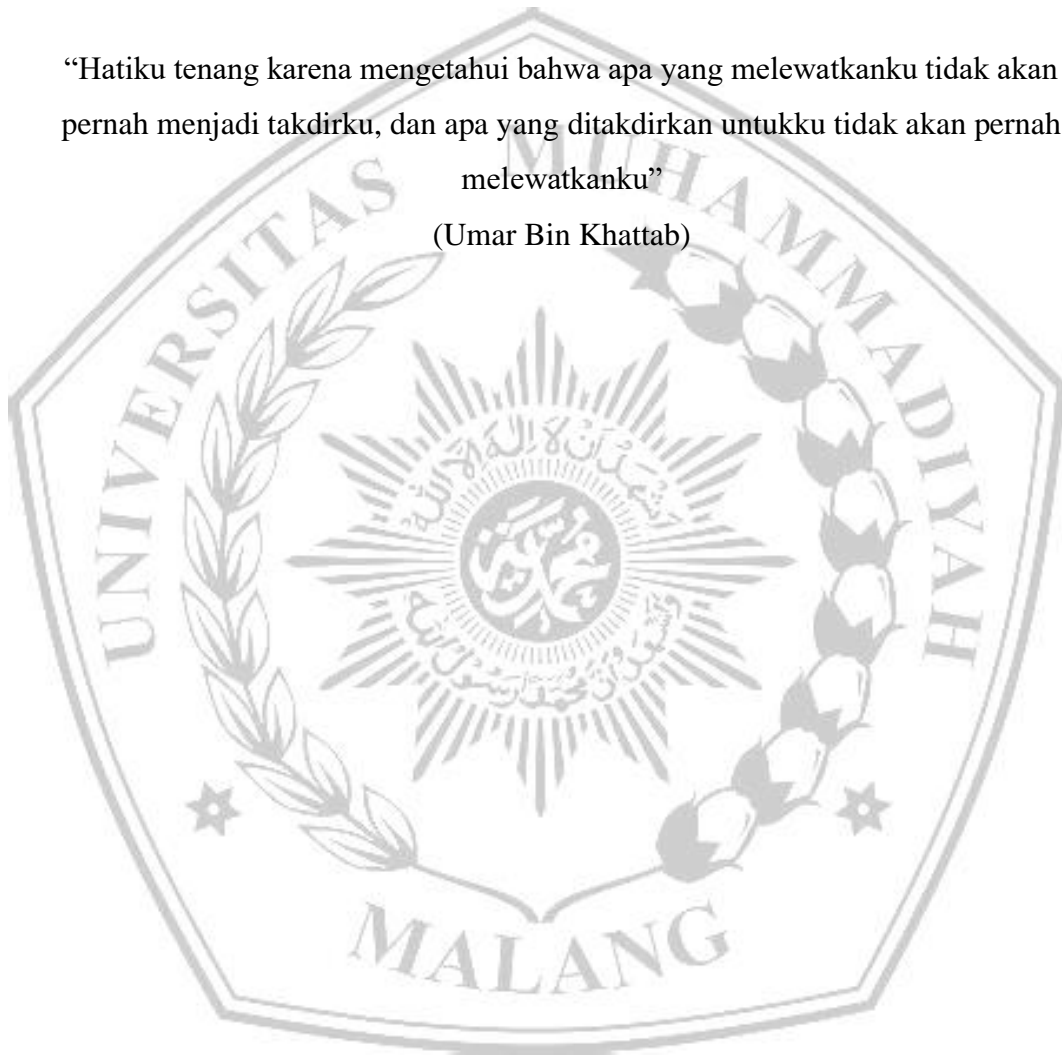 “Hatiku tenang karena mengetahui bahwa apa yang melewatkanku tidak akan
pernah menjadi takdirku, dan apa yang ditakdirkan untukku tidak akan pernah
melewatkanku”
(Umar Bin Khattab)
UNIVERSITAS MUHAMMADIYAH
MALANG